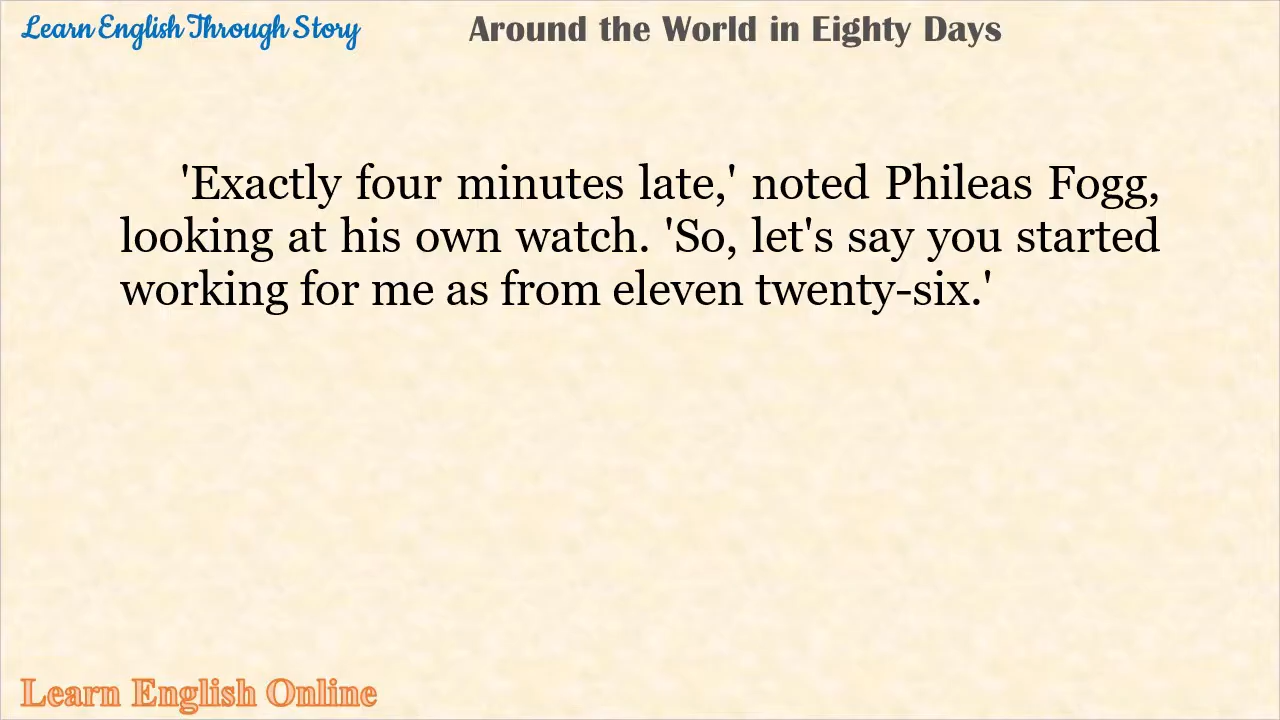 Learn English Through Story
Around the World in Eighty Days
'Exactly four minutes late,' noted Phileas Fogg,
looking at his own watch. 'So, let's say you started
working for me as from eleven twenty-six.'
Learn English Online